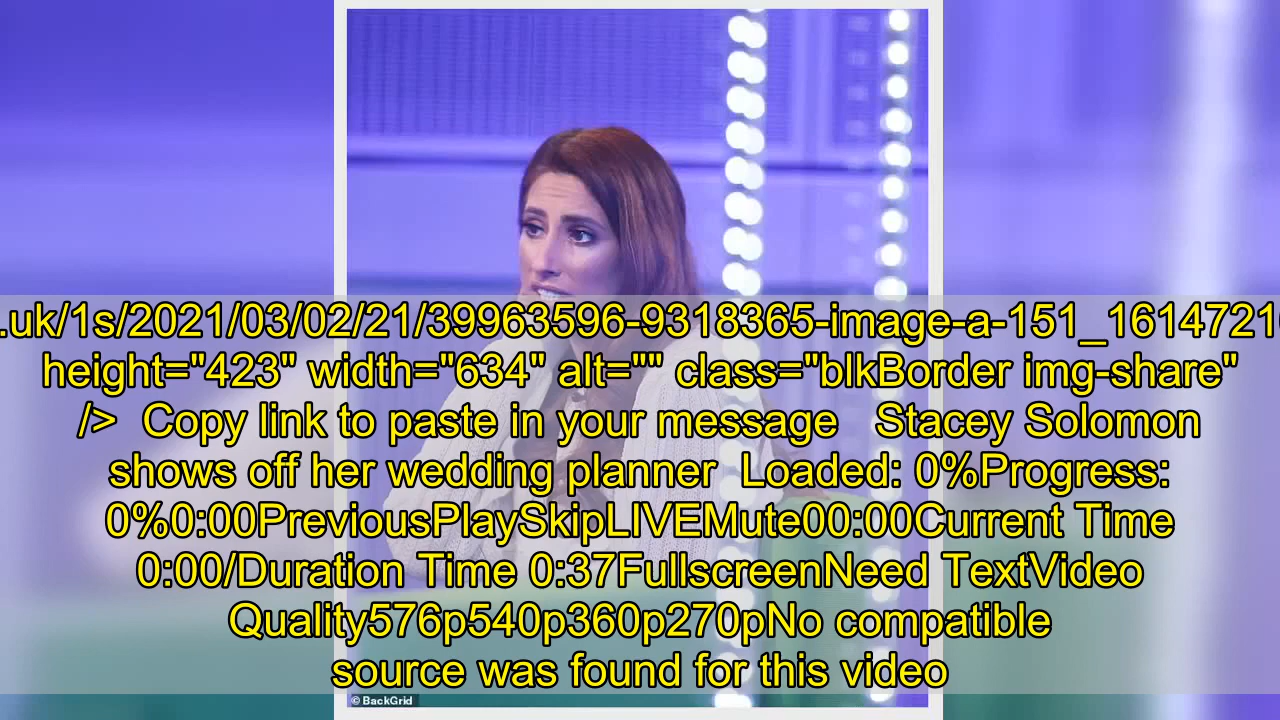 .uk/1s/2021/03/02/21/39963596-9318365-image-a-151_1614721
height="423" width="634" alt="" class="blkBorder img-share"
/> Copy link to paste in your message Stacey Solomon
shows off her wedding planner Loaded: 0%Progress:
0%0:00PreviousPlaySkipLIVEMute00:00Current Time
0:00/Duration Time 0:37FullscreenNeed TextVideo
Quality576p540p360p270pNo compatible
source was found for this video
© BackGrid